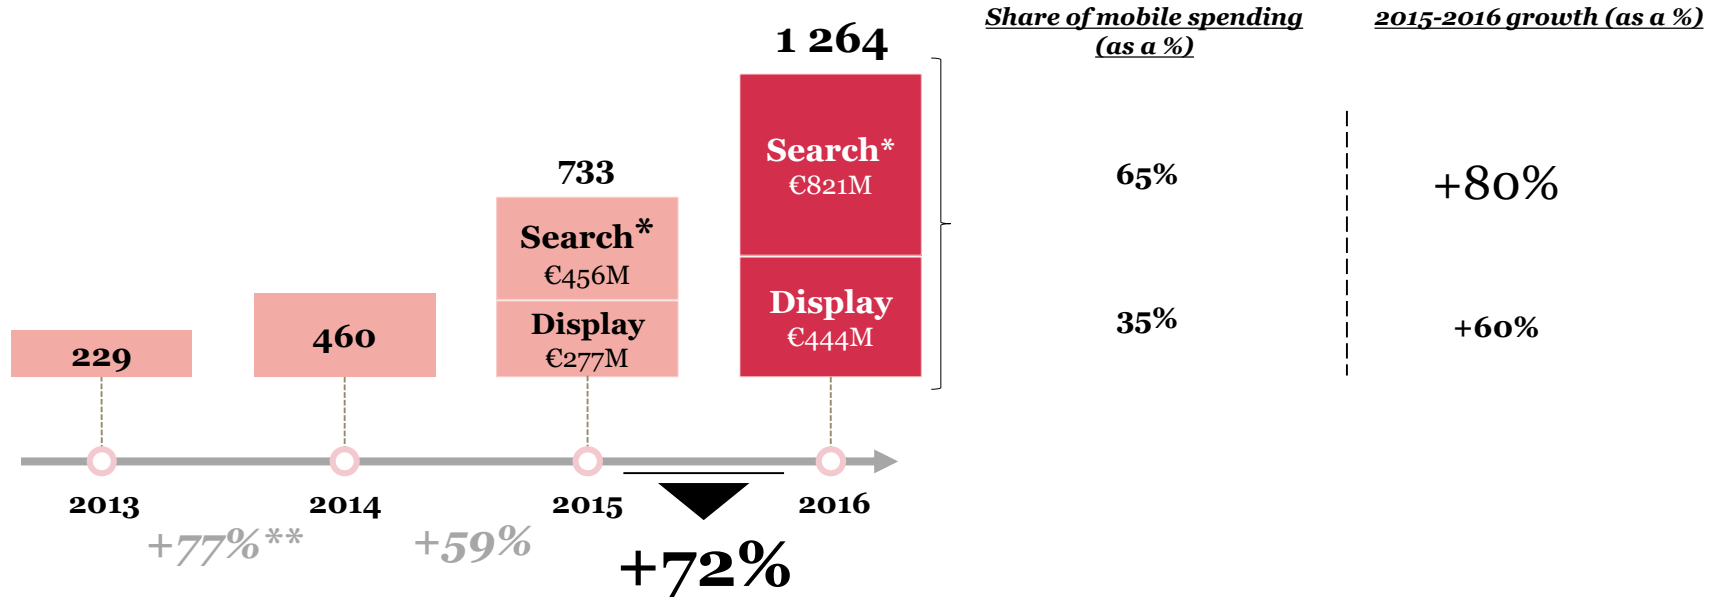 Share of mobile spending
(as a %)
2015-2016 growth (as a %)
1 264
Search*
€821M
65%
+80%
733
Search*
€456M
Display
€444M
35%
+60%
Display
€277M
460
229
2013
2014
2015
2016
+77%**
+59%
+72%